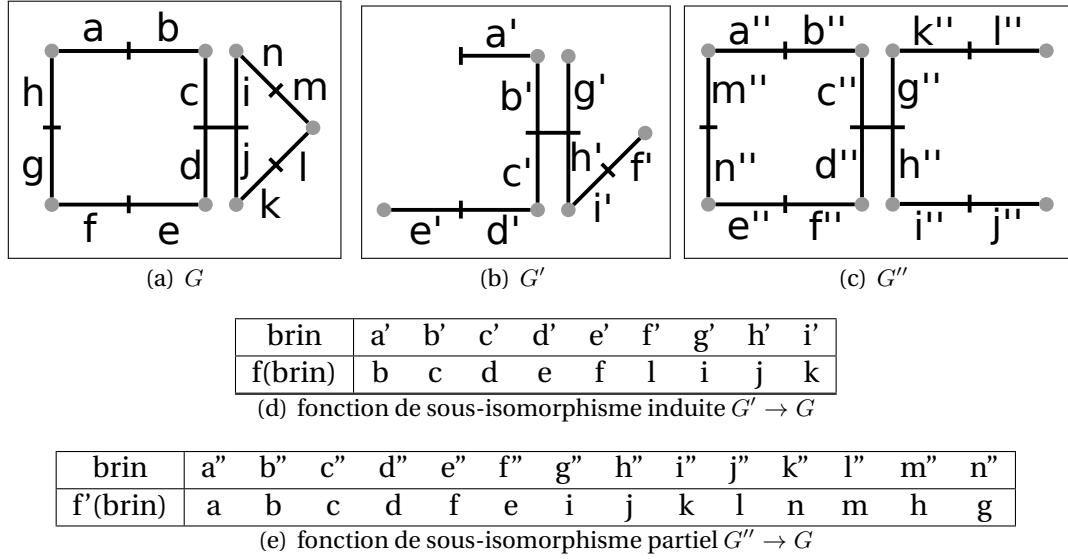 a b
h c i n m
g d j l
f e k
(a) G
a'
b' g'
c' h' f'
e' d' i'
(b) G'
a'' b'' k'' l''
m'' c'' g''
n'' d'' h''
e'' f'' i'' j''
(c) G''
brin a’ b’ c’ d’ e’ f’ g’ h’ i’
f(brin) b c d e f l i j k
(d) fonction de sous-isomorphisme induite G' → G
brin a” b” c” d” e” f” g” h” i” j” k” l” m” n”
f’(brin) a b c d f e i j k l n m h g
(e) fonction de sous-isomorphisme partiel G'' → G